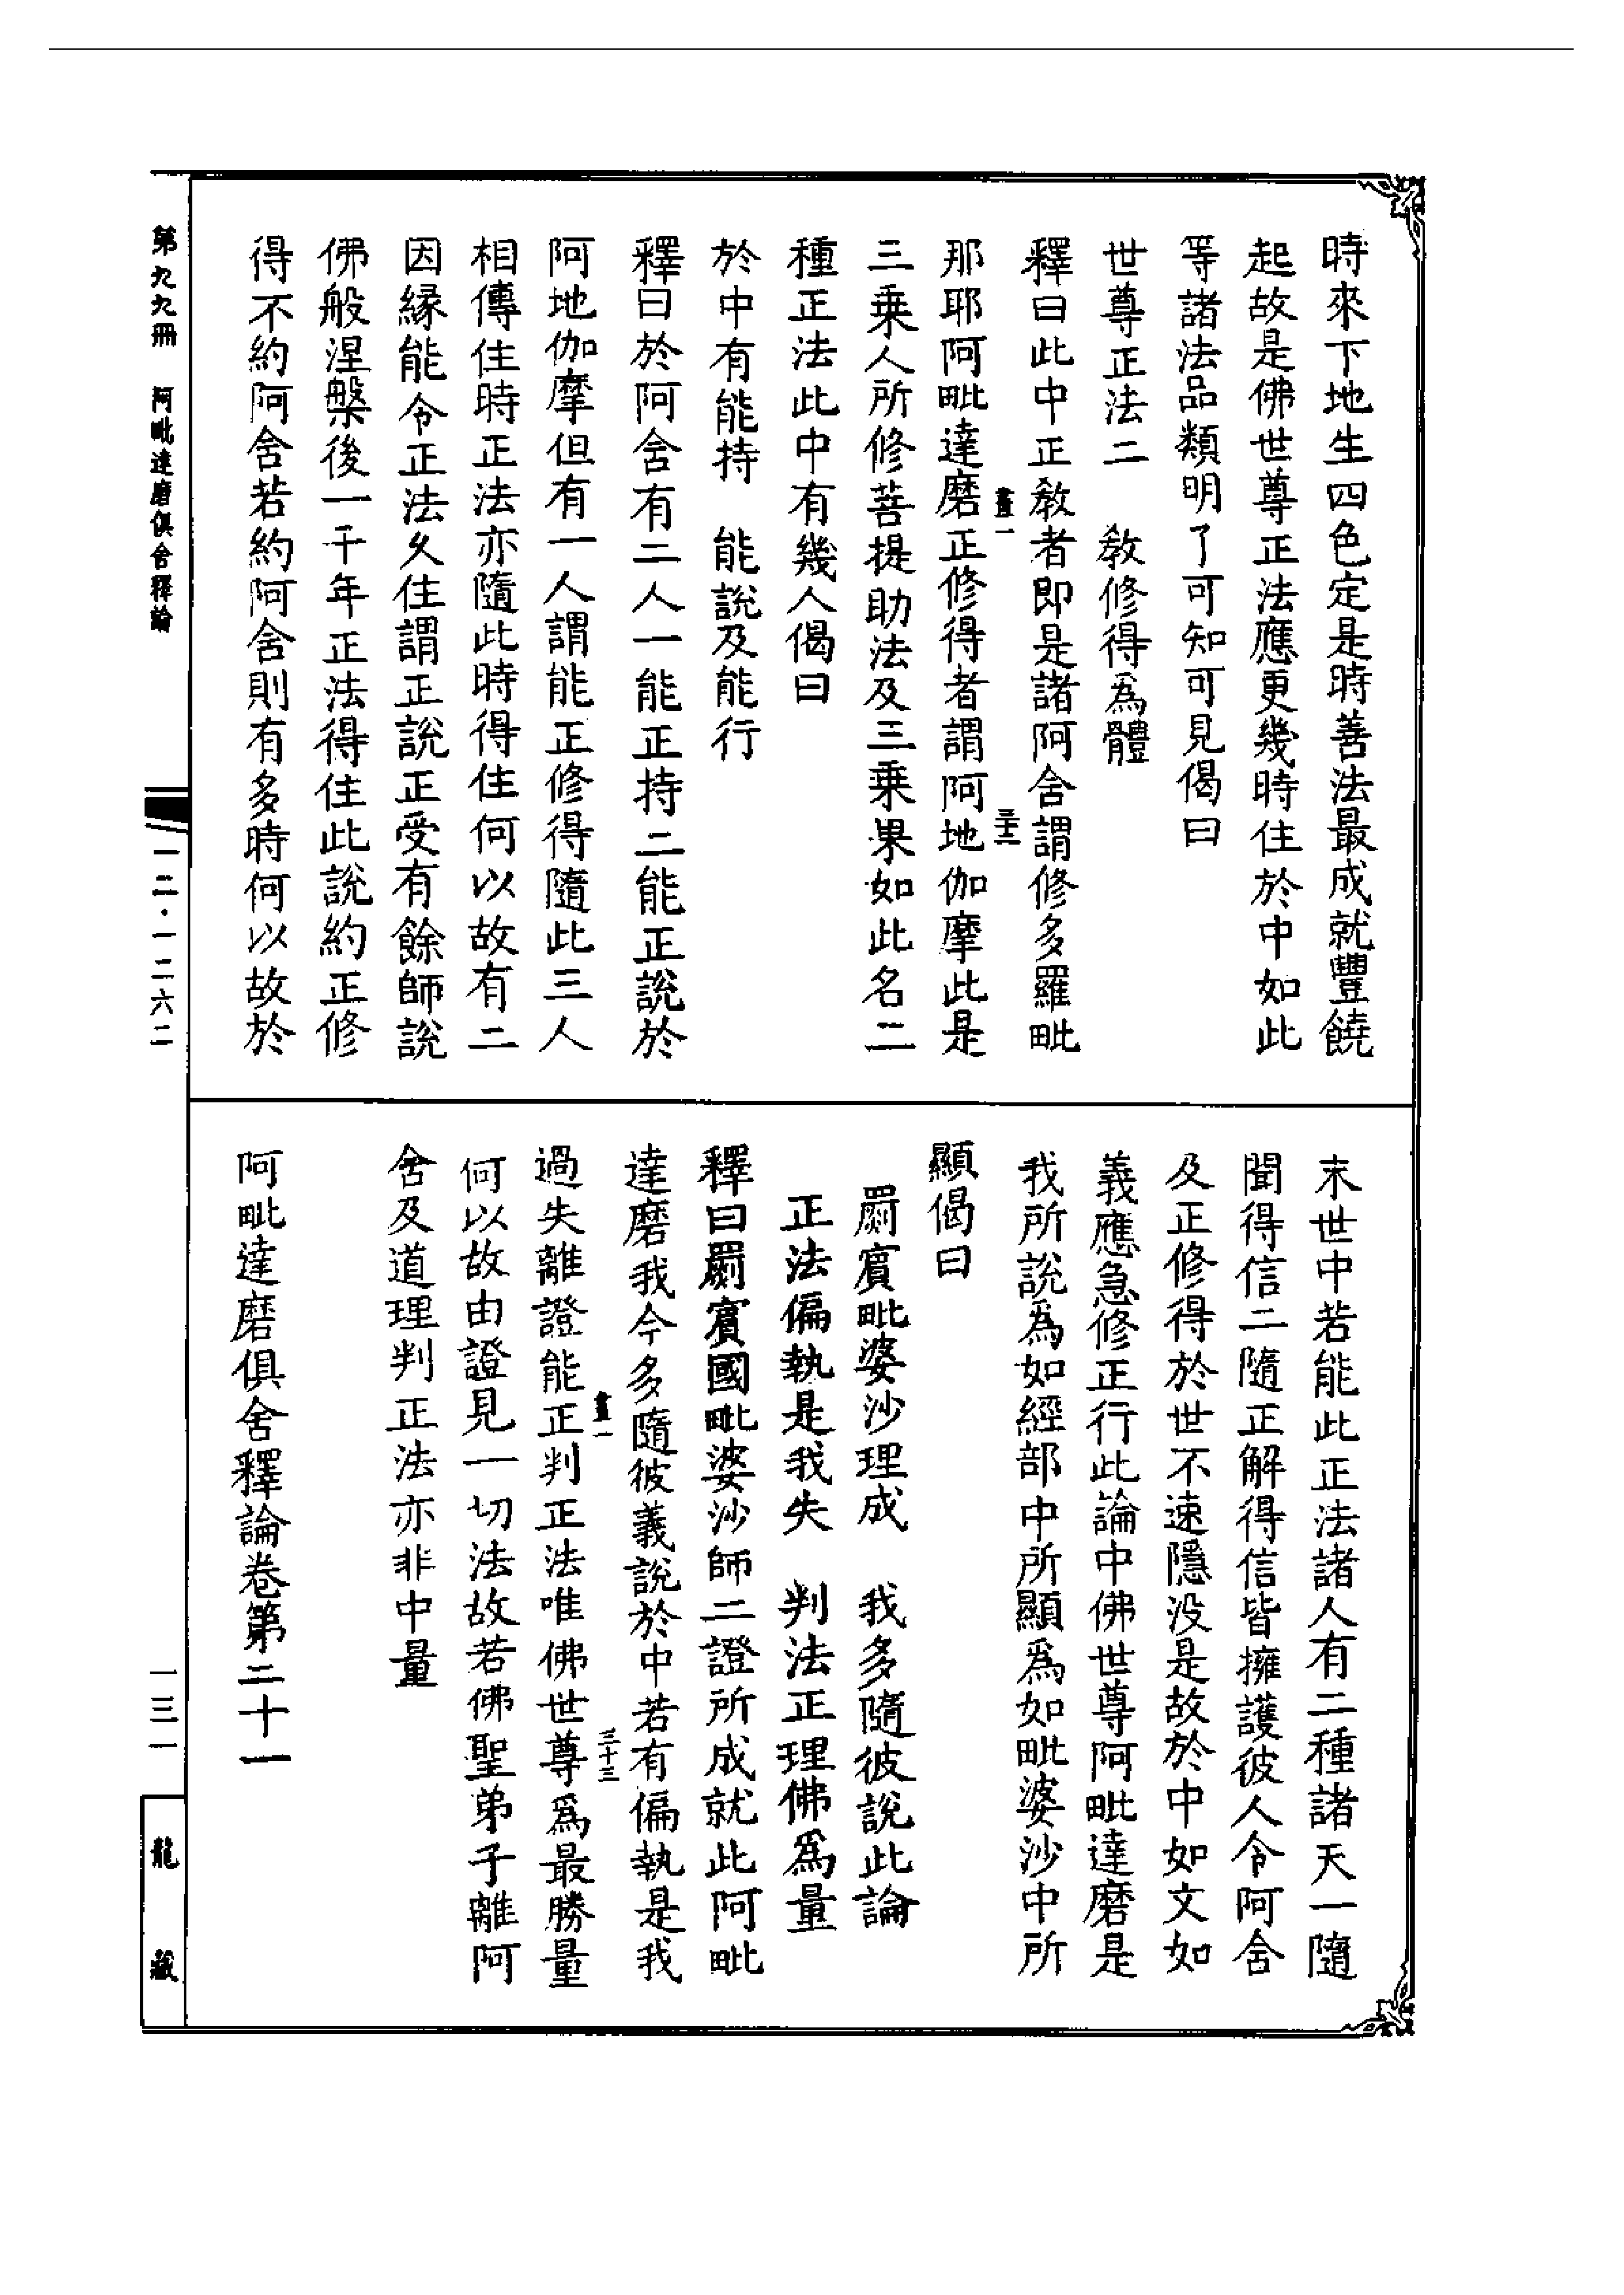 時來下地生四色定是時善法最成就豐饒
起故是佛世尊正法應更幾時住於中如此
等諸法品類明了可知可見偈曰
世尊正法二　教修得為體
釋曰此中正教者即是諸阿含謂修多羅毗
畫一　三十二
那耶阿毗達磨正修得者謂阿地伽摩此是
三乗人所修菩提助法及三乗果如此名二
種正法此中有幾人偈曰
於中有能持　能說及能行
釋曰於阿含有二人一能正持二能正說於
阿地伽摩但有一人謂能正修得隨此三人
相傳住時正法亦隨此時得住何以故有二
因緣能令正法久住謂正說正受有餘師說
佛般涅槃後一千年正法得住此說約正修
得不約阿含若約阿含則有多時何以故於
末世中若能此正法諸人有二種諸天一隨
聞得信二隨正解得信皆擁護彼人令阿含
及正修得於世不速隱没是故於中如文如
義應急修正行此論中佛世尊阿毗達磨是
我所說為如經部中所顯為如毗婆沙中所
顯偈曰
罽賓毗婆沙理成　我多隨彼說此論
正法偏執是我失　判法正理佛為量
釋曰罽賓國毗婆沙師二證所成就此阿毗
達磨我今多隨彼義說於中若有偏執是我
畫一　三十三
過失離證能正判正法唯佛世尊為最勝量
何以故由證見一切法故若佛聖弟子離阿
含及道理判正法亦非中量
阿毗達磨俱舍釋論卷第二十一
第九九冊　阿毗達磨俱舍釋論
一二·一二六二
一三一
龍藏